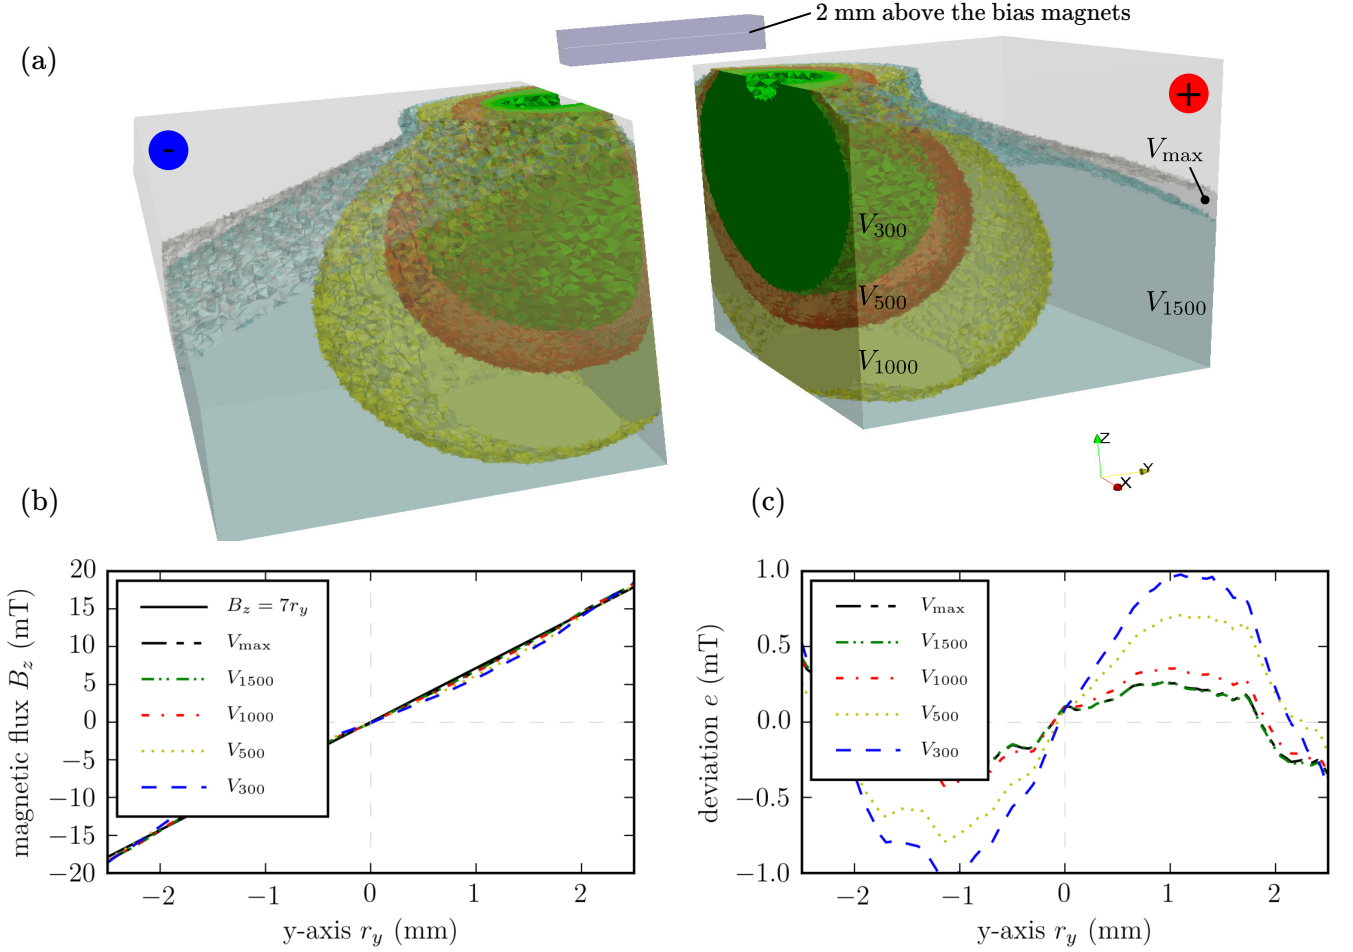 2 mm above the bias magnets
(a)
-
+
V_max
V_300
V_500
V_1000
V_1500
Z
Y
X
(b)
magnetic flux B_z (mT)
20
15
10
5
0
−5
−10
−15
−20
B_z = 7r_y
V_max
V_1500
V_1000
V_500
V_300
−2 −1 0 1 2
y-axis r_y (mm)
(c)
deviation e (mT)
1.0
0.5
0.0
−0.5
−1.0
V_max
V_1500
V_1000
V_500
V_300
−2 −1 0 1 2
y-axis r_y (mm)